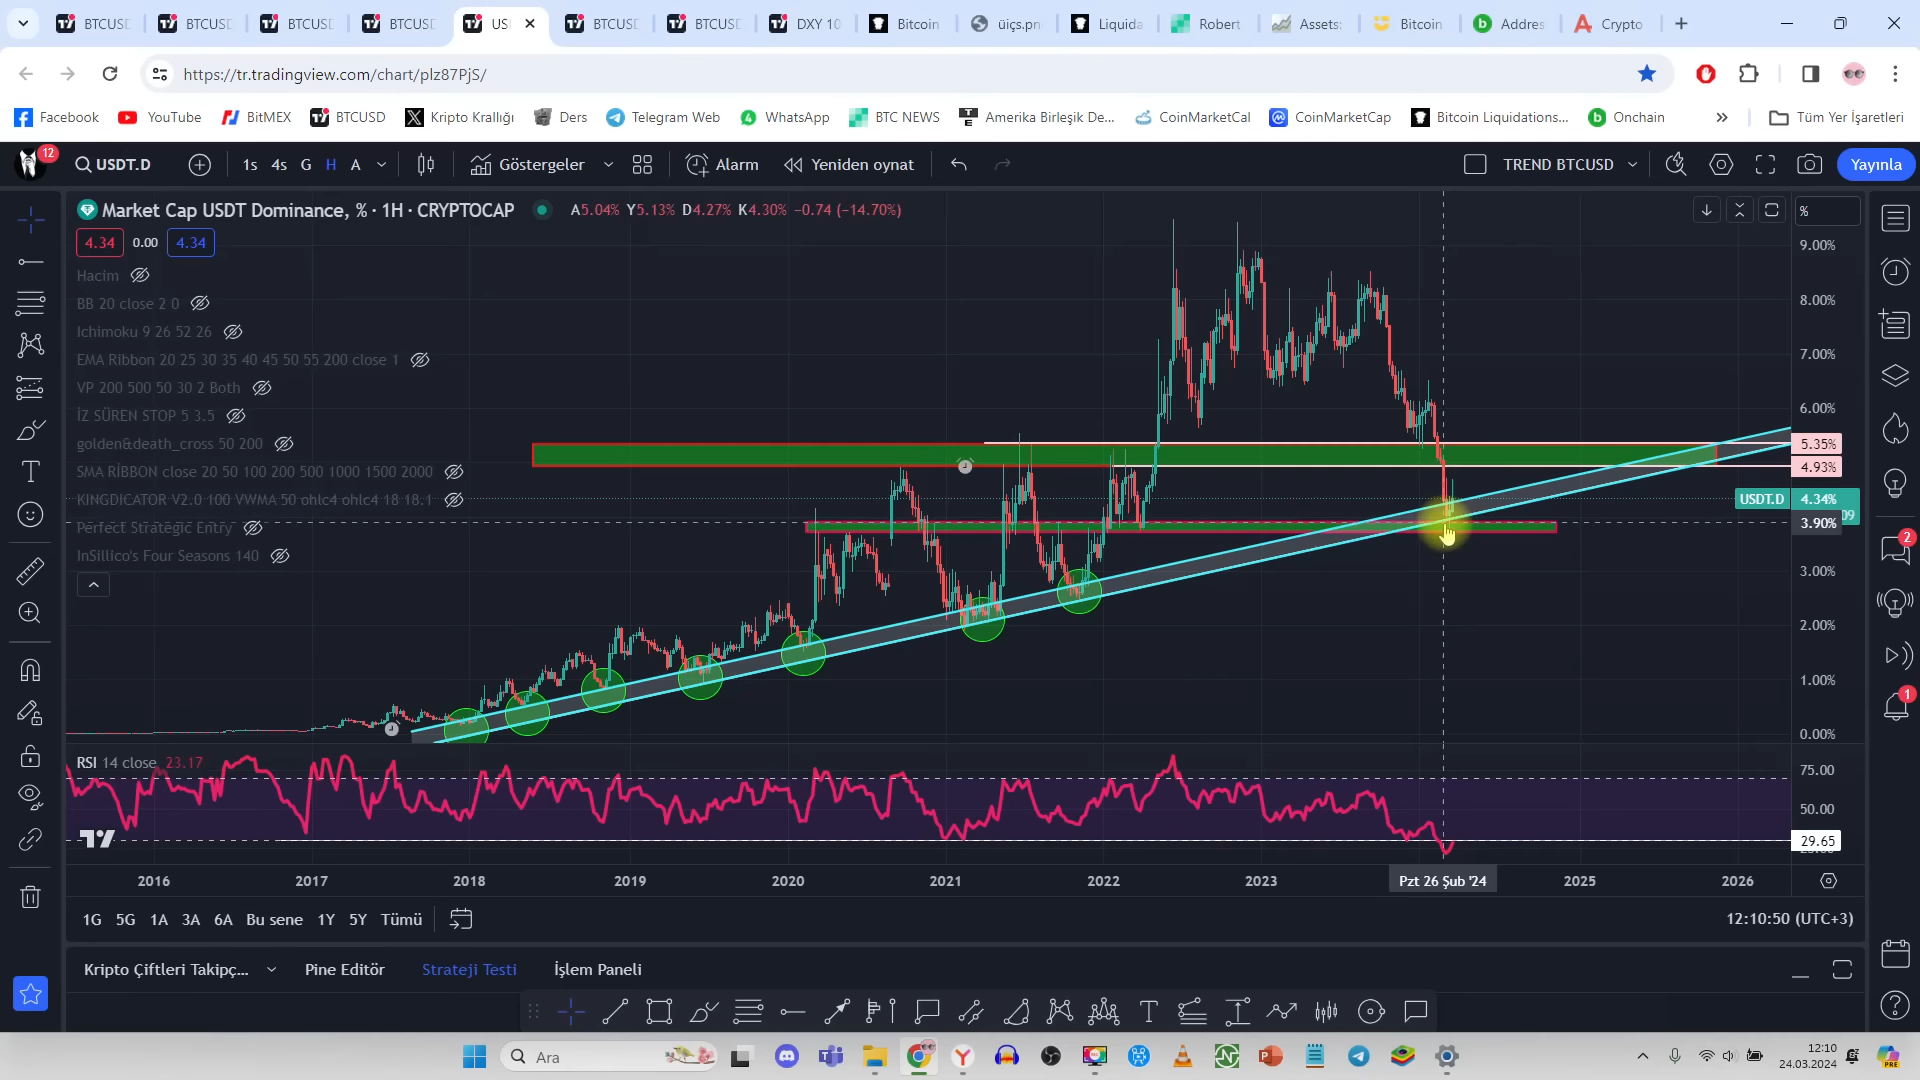 BTCUSD
BTCUSD
BTCUSD
BTCUSD
US
BTCUSD
BTCUSD
DXY 10
Bitcoin
üiçs.pn
Liquida
Robert
Assets:
Bitcoin
Addres
Crypto
https://tr.tradingview.com/chart/plz87PjS/
Facebook
YouTube
BitMEX
BTCUSD
Kripto Krallığı
Ders
Telegram Web
WhatsApp
BTC NEWS
Amerika Birleşik De...
CoinMarketCal
CoinMarketCap
Bitcoin Liquidations...
Onchain
Tüm Yer İşaretleri
12
USDT.D
1s 4s G H A
Göstergeler
Alarm
Yeniden oynat
TREND BTCUSD
Yayınla
Market Cap USDT Dominance, % · 1H · CRYPTOCAP
A5.04% Y5.13% D4.27% K4.30% −0.74 (−14.70%)
4.34 0.00 4.34
Hacim
BB 20 close 2 0
Ichimoku 9 26 52 26
EMA Ribbon 20 25 30 35 40 45 50 55 200 close 1
VP 200 500 50 30 2 Both
İZ SÜREN STOP 5 3.5
golden&death_cross 50 200
SMA RİBBON close 20 50 100 200 500 1000 1500 2000
KINGDICATOR V2.0 100 VWMA 50 ohlc4 ohlc4 18 18.1
Perfect Strategic Entry
InSillico's Four Seasons 140
%
9.00%
8.00%
7.00%
6.00%
5.35%
4.93%
USDT.D 4.34%
09
3.90%
3.00%
2.00%
1.00%
0.00%
2
1
RSI 14 close 23.17
75.00
50.00
29.65
2016 2017 2018 2019 2020 2021 2022 2023 Pzt 26 Şub '24 2025 2026
1G 5G 1A 3A 6A Bu sene 1Y 5Y Tümü
12:10:50 (UTC+3)
Kripto Çiftleri Takipç...
Pine Editör
Strateji Testi
İşlem Paneli
Ara
12:10
24.03.2024
PRE